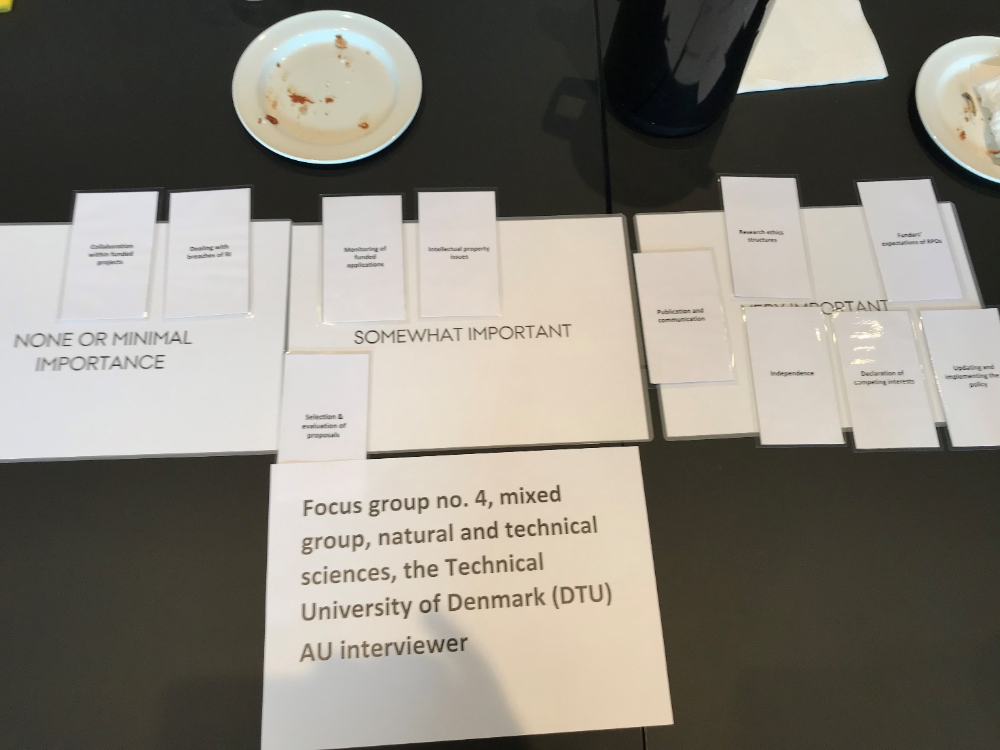 Collaboration
within funded
projects
Dealing with
breaches of RI
Monitoring of
funded
applications
Intellectual property
issues
Research ethics
structures
Funders'
expectations of RPOs
Publication and
communication
VERY IMPORTANT
NONE OR MINIMAL
IMPORTANCE
SOMEWHAT IMPORTANT
Independence
Declaration of
competing interests
Updating and
implementing the
policy
Selection &
evaluation of
proposals
Focus group no. 4, mixed
group, natural and technical
sciences, the Technical
University of Denmark (DTU)
AU interviewer